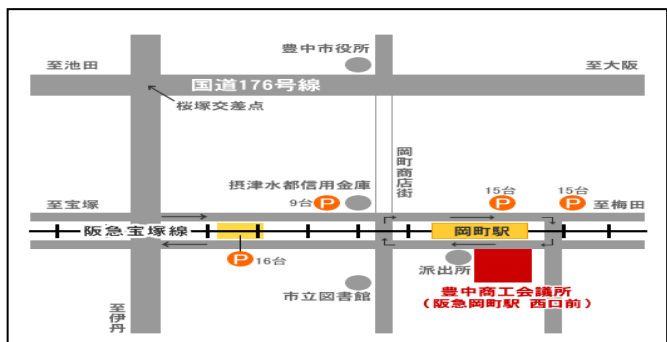 豊中市役所
至池田
国道176号線
至大阪
桜塚交差点
岡町商店街
摂津水都信用金庫
9台 P
15台
P
15台
P
至宝塚
至梅田
阪急宝塚線
岡町駅
P 16台
派出所
市立図書館
豊中商工会議所
(阪急岡町駅 西口前)
至伊丹